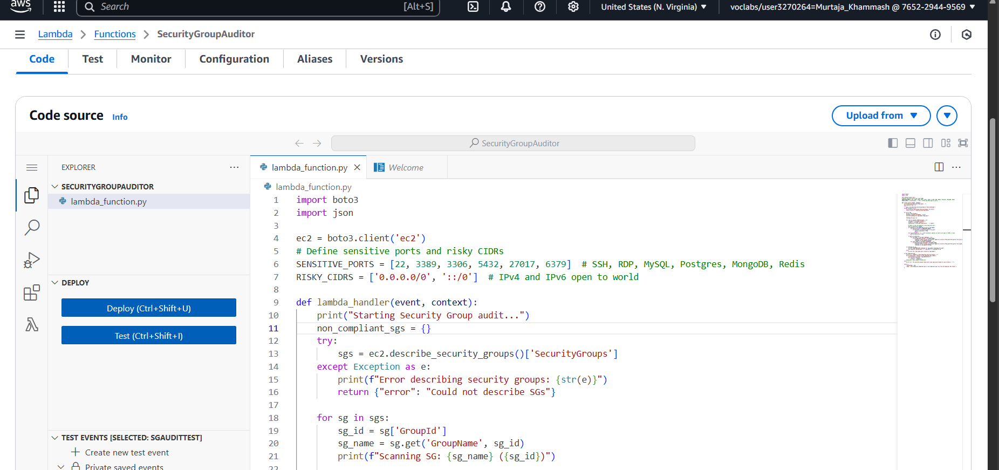 aws
Search [Alt+S] United States (N. Virginia) voclabs/user3270264=Murtaja_Khammash @ 7652-2944-9569
Lambda Functions SecurityGroupAuditor
Code Test Monitor Configuration Aliases Versions
Code source Info Upload from
SecurityGroupAuditor
EXPLORER
SECURITYGROUPAUDITOR
lambda_function.py
DEPLOY
Deploy (Ctrl+Shift+U)
Test (Ctrl+Shift+I)
TEST EVENTS [SELECTED: SGAUDITTEST]
Create new test event
Private saved events
lambda_function.py Welcome
lambda_function.py
1 import boto3
2 import json
3
4 ec2 = boto3.client('ec2')
5 # Define sensitive ports and risky CIDRs
6 SENSITIVE_PORTS = [22, 3389, 3306, 5432, 27017, 6379]  # SSH, RDP, MySQL, Postgres, MongoDB, Redis
7 RISKY_CIDRS = ['0.0.0.0/0', '::/0']  # IPv4 and IPv6 open to world
8
9 def lambda_handler(event, context):
10     print("Starting Security Group audit...")
11     non_compliant_sgs = {}
12     try:
13         sgs = ec2.describe_security_groups()['SecurityGroups']
14     except Exception as e:
15         print(f"Error describing security groups: {str(e)}")
16         return {"error": "Could not describe SGs"}
17
18     for sg in sgs:
19         sg_id = sg['GroupId']
20         sg_name = sg.get('GroupName', sg_id)
21         print(f"Scanning SG: {sg_name} ({sg_id})")
22